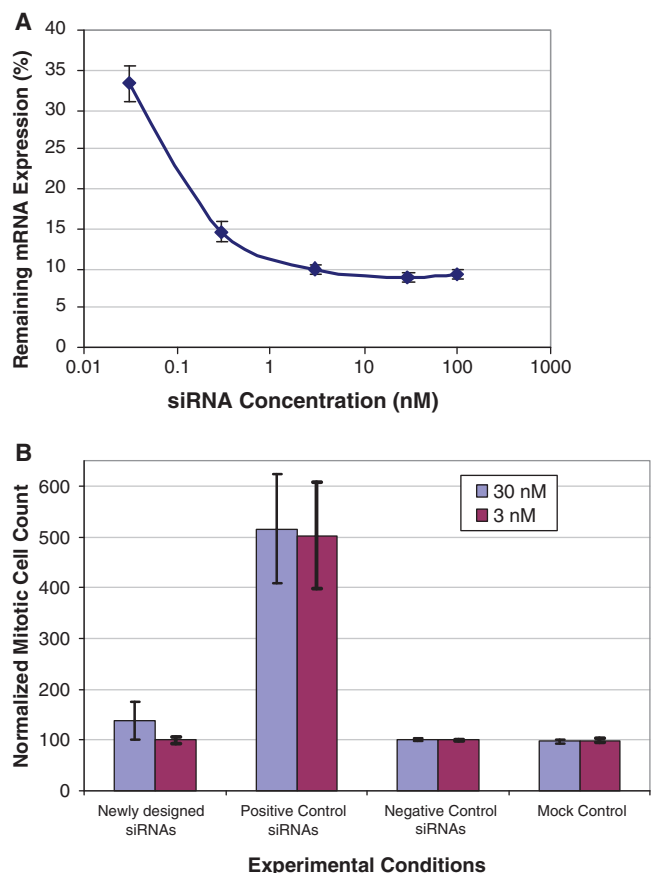 A
Remaining mRNA Expression (%)
40
35
30
25
20
15
10
5
0
0.01 0.1 1 10 100 1000
siRNA Concentration (nM)
B
Normalized Mitotic Cell Count
600
500
400
300
200
100
0
30 nM
3 nM
Newly designed siRNAs
Positive Control siRNAs
Negative Control siRNAs
Mock Control
Experimental Conditions